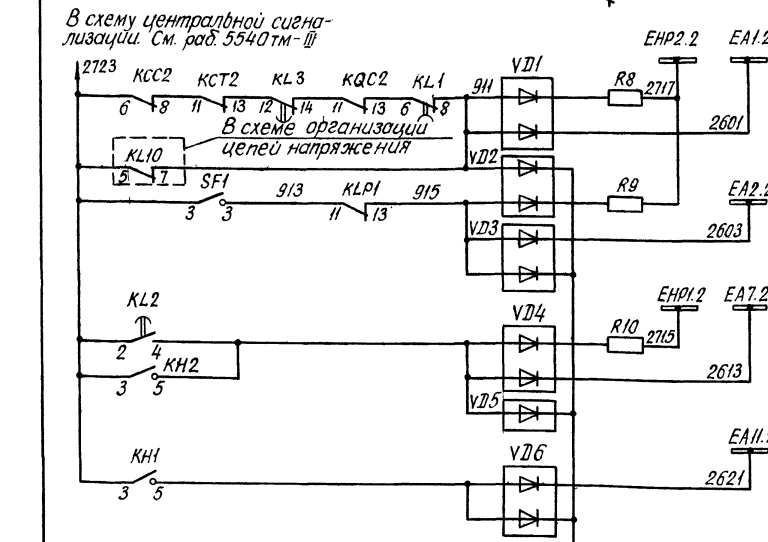 В схему центральной сигна-
лизации. См. раб. 5540тм-III
2723
KCC2 KCT2 KL3 KQC2 KL1 911 VD1 R8 2717 EHP2.2 EA1.2
6 8 11 13 12 14 11 13 6 8
2601
В схеме организации
цепей напряжения
KL10
5 7
VD2
SF1 913 KLP1 915 R9 EA2.2
3 3 11 13
VD3 2603
KL2 VD4 R10 2715 EHP1.2 EA7.2
2 4
KH2
3 5
2613
VD5
KH1 VD6 EA11.
3 5
2621